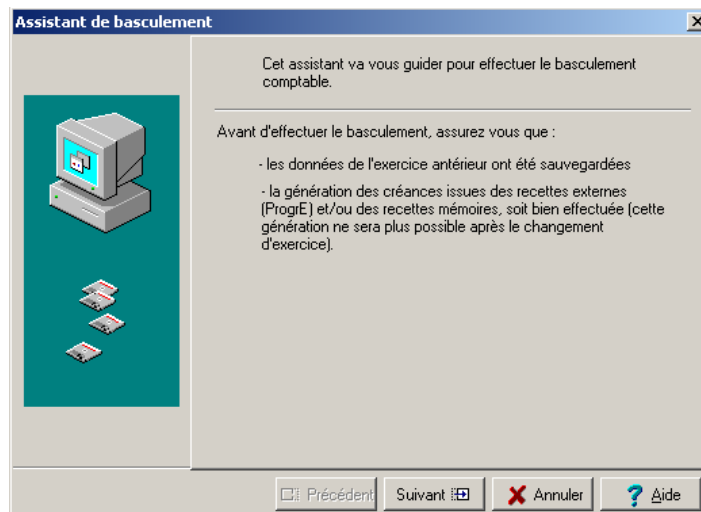 Assistant de basculement
Cet assistant va vous guider pour effectuer le basculement
comptable.
Avant d'effectuer le basculement, assurez vous que :
- les données de l'exercice antérieur ont été sauvegardées
- la génération des créances issues des recettes externes
(ProgrE) et/ou des recettes mémoires, soit bien effectuée (cette
génération ne sera plus possible après le changement
d'exercice).
Précédent Suivant Annuler ? Aide